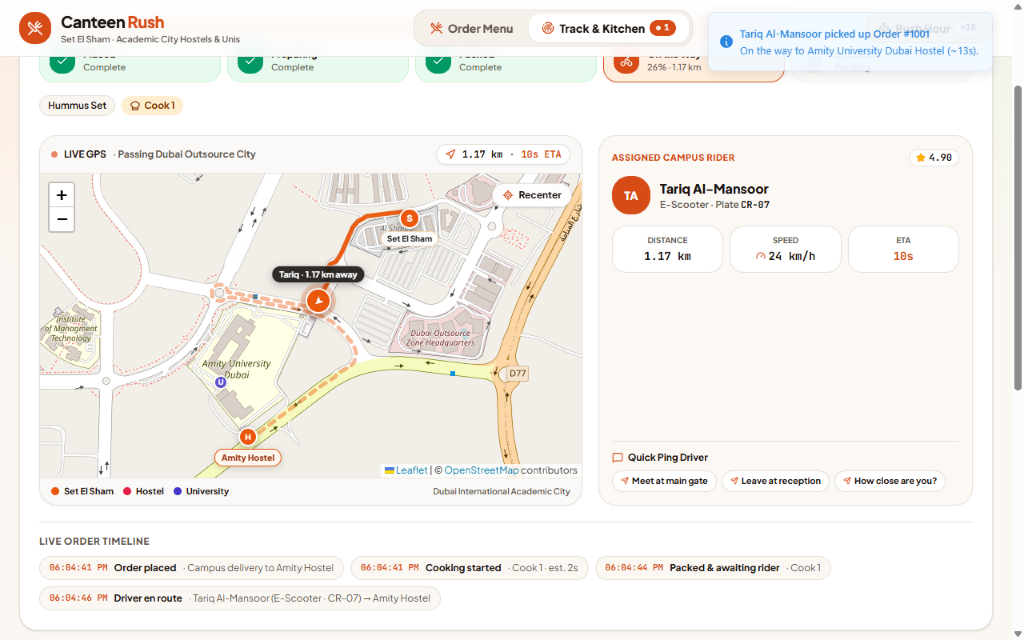 Canteen Rush
Set El Sham · Academic City Hostels & Unis
Order Menu
Track & Kitchen
1
Rush Hour
×10
Tariq Al-Mansoor picked up Order #1001
On the way to Amity University Dubai Hostel (~13s).
Complete
Complete
Complete
26% · 1.17 km
Pending
Hummus Set
Cook 1
LIVE GPS · Passing Dubai Outsource City
1.17 km · 10s ETA
+
−
Recenter
S
Set El Sham
Tariq · 1.17 km away
Institute
of Managment
Technology
Dubai Outsource
Zone Headquarters
Amity University
Dubai
U
D77
H
Amity Hostel
Leaflet | © OpenStreetMap contributors
Set El Sham
Hostel
University
Dubai International Academic City
ASSIGNED CAMPUS RIDER
4.90
TA
Tariq Al-Mansoor
E-Scooter · Plate CR-07
DISTANCE
1.17 km
SPEED
24 km/h
ETA
10s
Quick Ping Driver
Meet at main gate
Leave at reception
How close are you?
LIVE ORDER TIMELINE
06:04:41 PM Order placed · Campus delivery to Amity Hostel
06:04:41 PM Cooking started · Cook 1 · est. 2s
06:04:44 PM Packed & awaiting rider · Cook 1
06:04:46 PM Driver en route · Tariq Al-Mansoor (E-Scooter · CR-07) → Amity Hostel